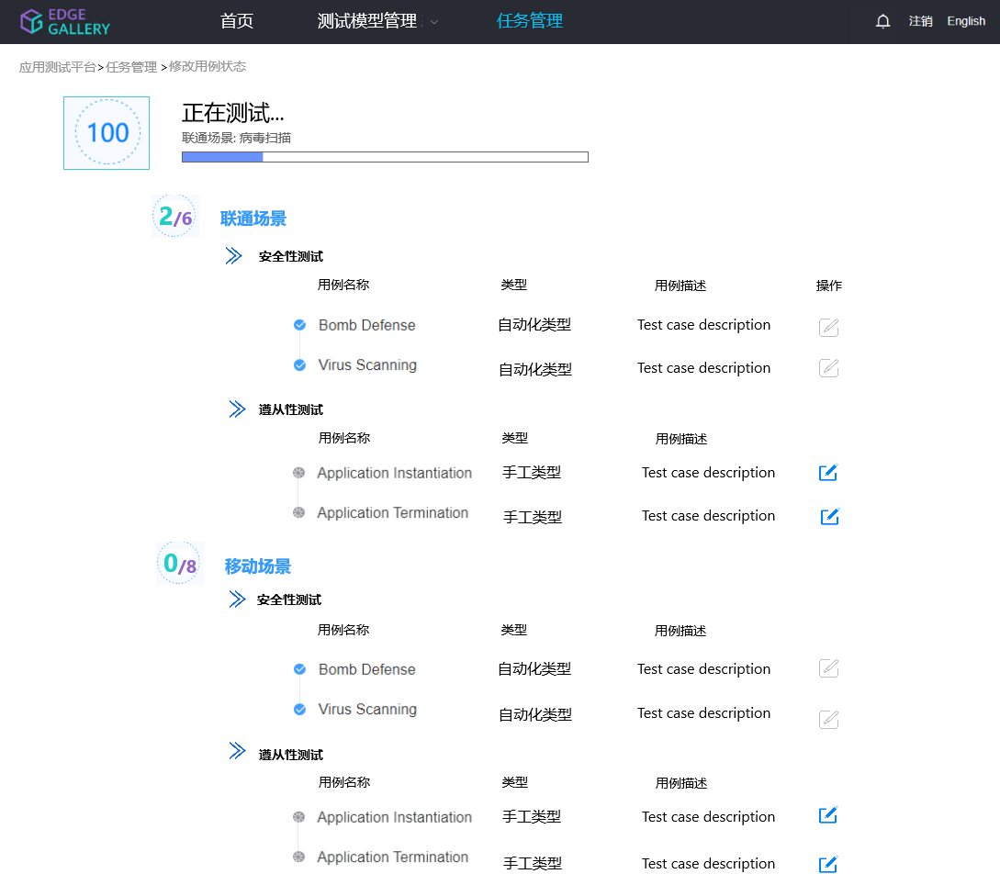 EDGE GALLERY 首页 测试模型管理 任务管理 注销 English
应用测试平台>任务管理 >修改用例状态
100
正在测试...
联通场景: 病毒扫描
2/6 联通场景
安全性测试
用例名称 类型 用例描述 操作
Bomb Defense 自动化类型 Test case description
Virus Scanning 自动化类型 Test case description
遵从性测试
用例名称 类型 用例描述
Application Instantiation 手工类型 Test case description
Application Termination 手工类型 Test case description
0/8 移动场景
安全性测试
用例名称 类型 用例描述
Bomb Defense 自动化类型 Test case description
Virus Scanning 自动化类型 Test case description
遵从性测试
用例名称 类型 用例描述
Application Instantiation 手工类型 Test case description
Application Termination 手工类型 Test case description